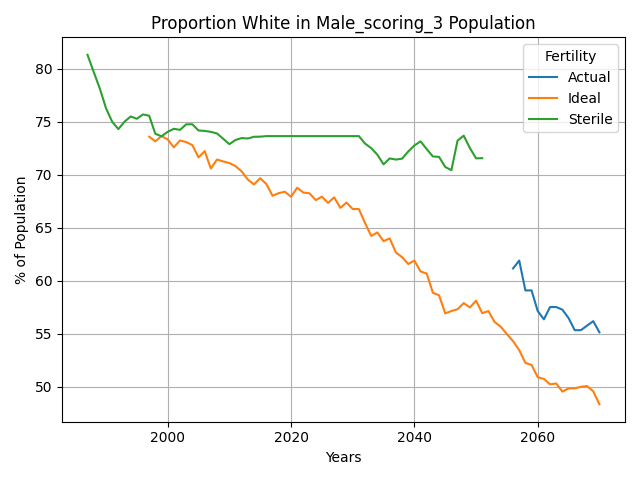 Proportion White in Male_scoring_3 Population
Fertility
Actual
Ideal
Sterile
% of Population
80
75
70
65
60
55
50
2000
2020
2040
2060
Years